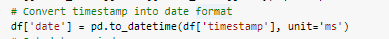 # Convert timestamp into date format
df['date'] = pd.to_datetime(df['timestamp'], unit='ms')